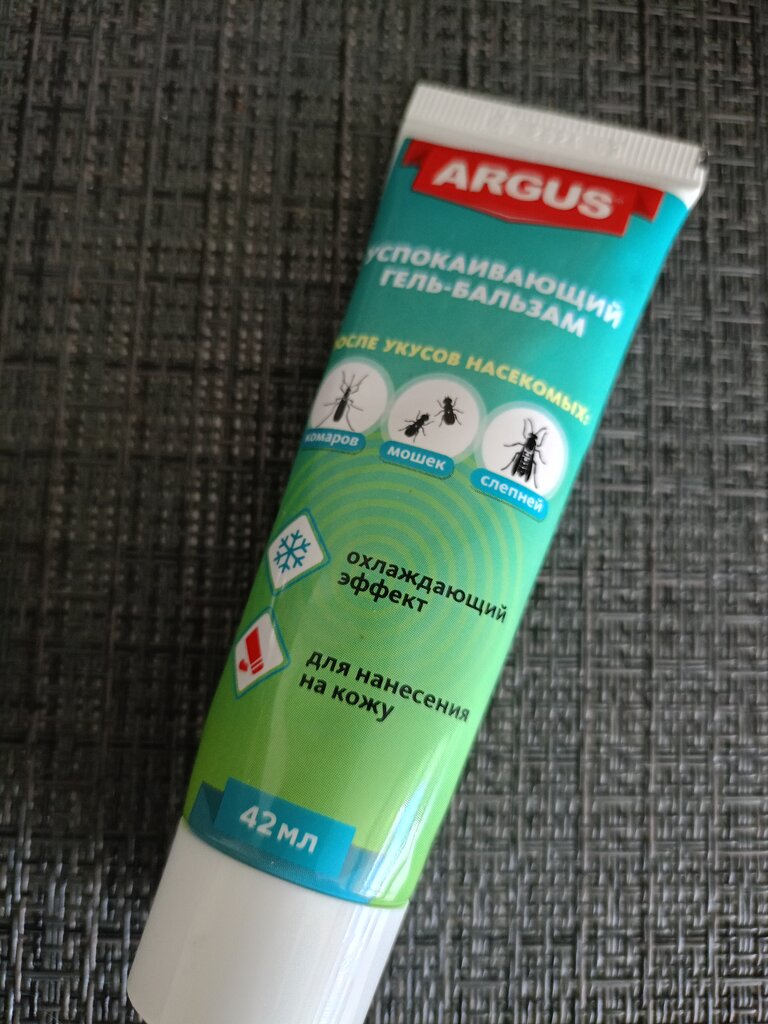 ARGUS
УСПОКАИВАЮЩИЙ
ГЕЛЬ-БАЛЬЗАМ
ПОСЛЕ УКУСОВ НАСЕКОМЫХ:
комаров
мошек
слепней
охлаждающий
эффект
для нанесения
на кожу
42 мл